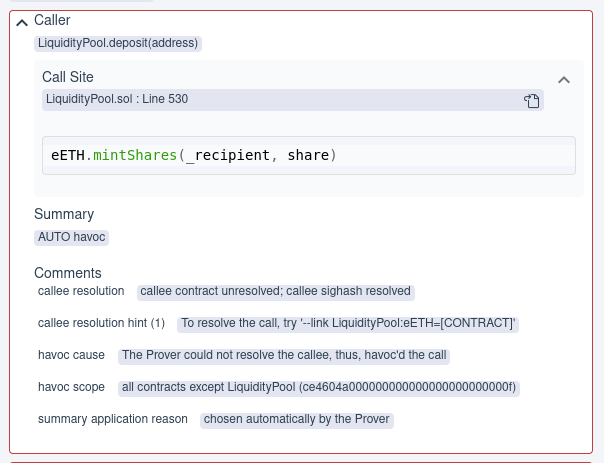 Caller
LiquidityPool.deposit(address)
Call Site
LiquidityPool.sol : Line 530
eETH.mintShares(_recipient, share)
Summary
AUTO havoc
Comments
callee resolution callee contract unresolved; callee sighash resolved
callee resolution hint (1) To resolve the call, try '--link LiquidityPool:eETH=[CONTRACT]'
havoc cause The Prover could not resolve the callee, thus, havoc'd the call
havoc scope all contracts except LiquidityPool (ce4604a000000000000000000000000f)
summary application reason chosen automatically by the Prover